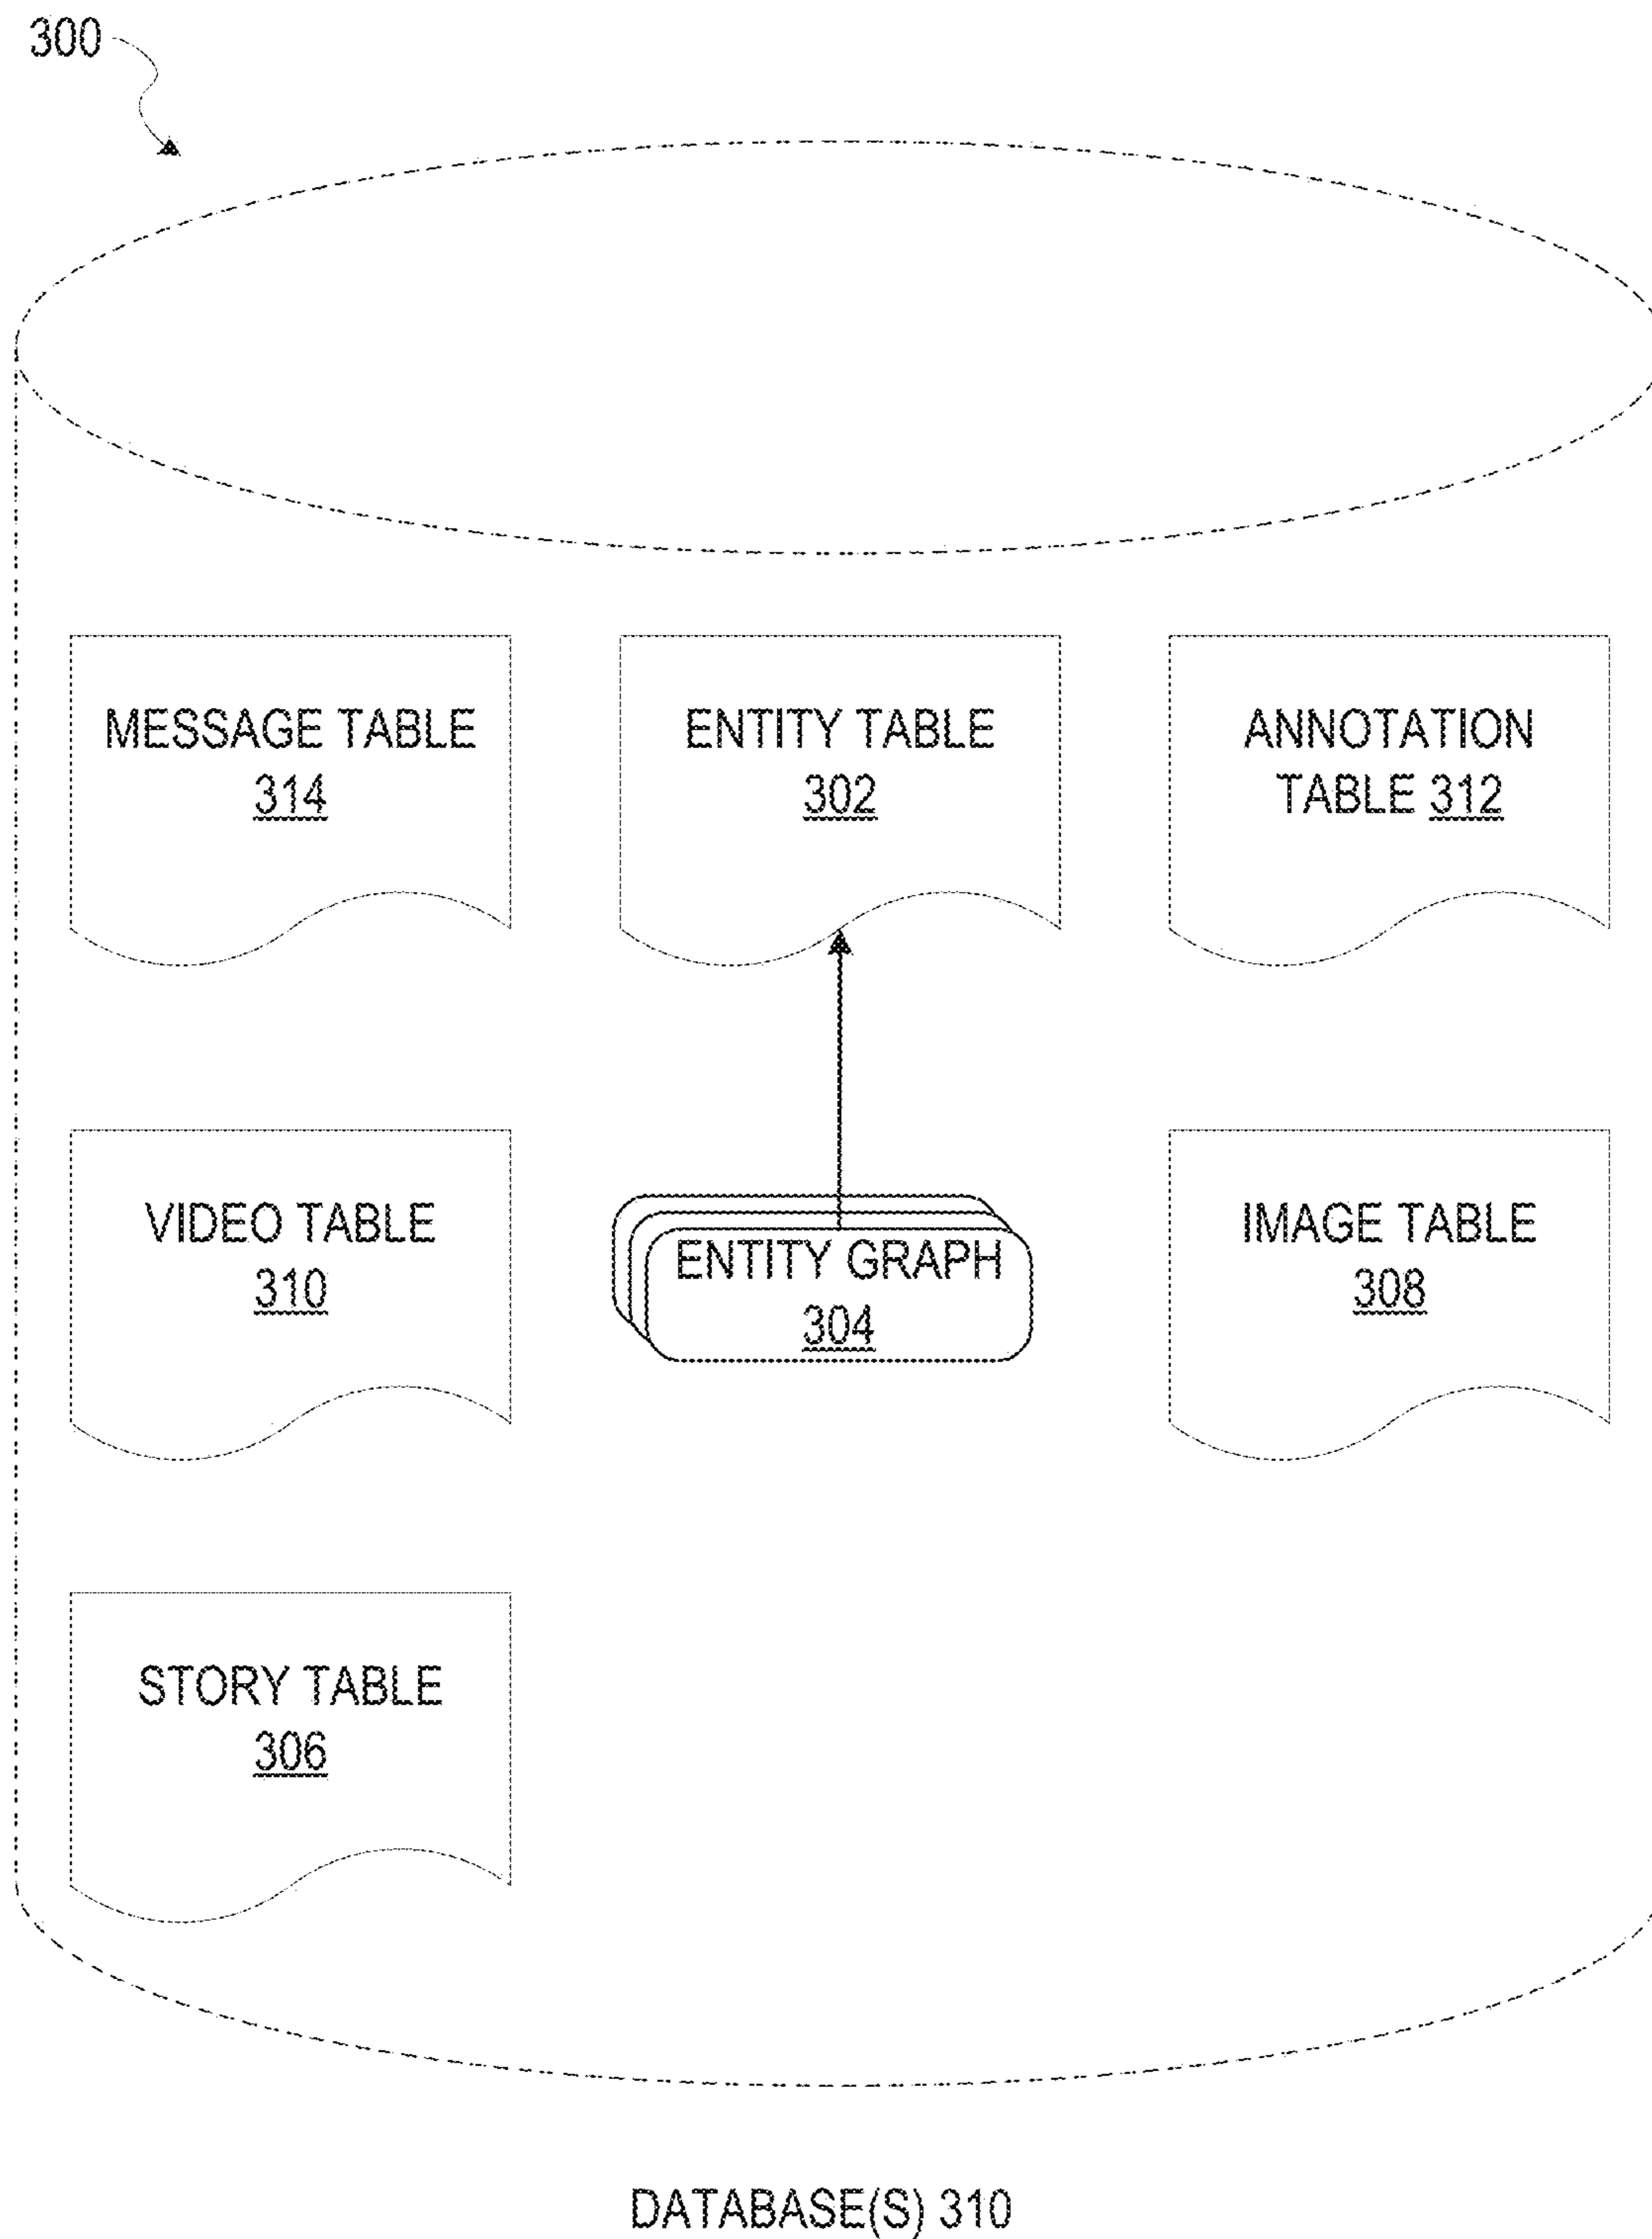 300
MESSAGE TABLE
314
ENTITY TABLE
302
ANNOTATION
TABLE 312
VIDEO TABLE
310
ENTITY GRAPH
304
IMAGE TABLE
308
STORY TABLE
306
DATABASE(S) 310